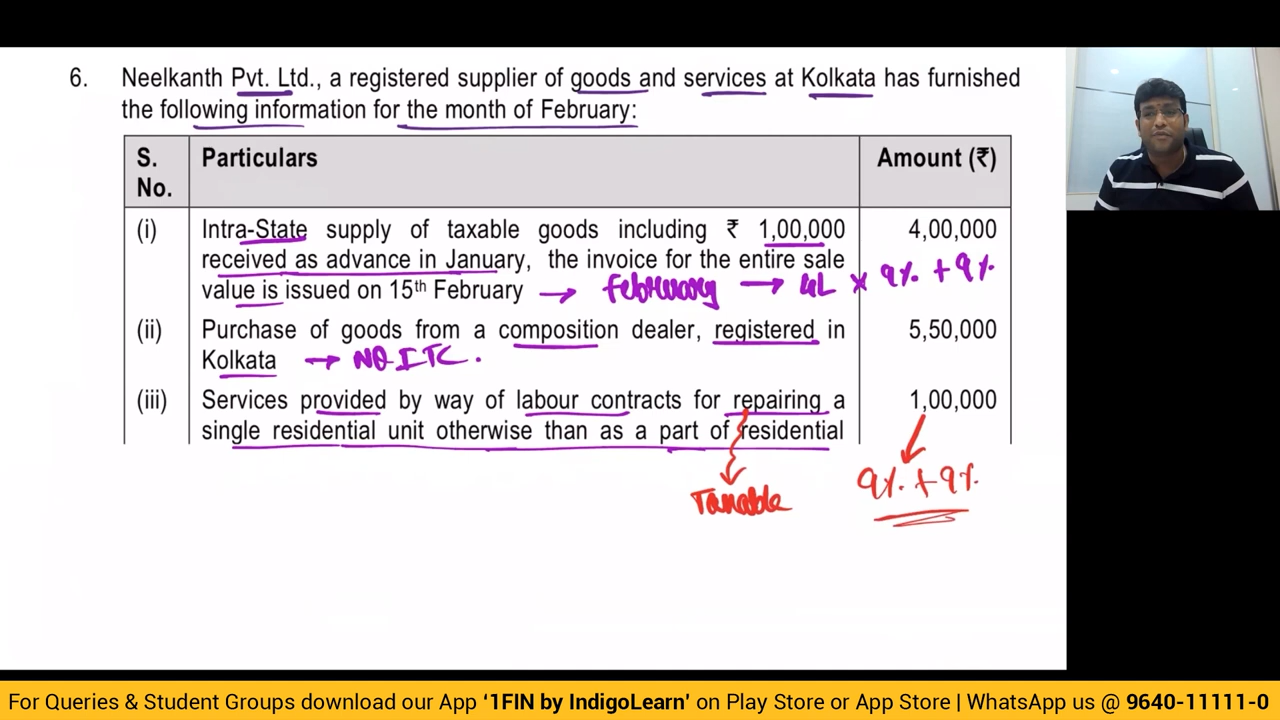 6. Neelkanth Pvt. Ltd., a registered supplier of goods and services at Kolkata has furnished
the following information for the month of February:
S. No. Particulars Amount (₹)
(i) Intra-State supply of taxable goods including ₹ 1,00,000 4,00,000
received as advance in January, the invoice for the entire sale
value is issued on 15th February → February → 4L × 9%. + 9%.
(ii) Purchase of goods from a composition dealer, registered in 5,50,000
Kolkata → NO ITC.
(iii) Services provided by way of labour contracts for repairing a 1,00,000
single residential unit otherwise than as a part of residential
Taxable 9%. + 9%.
For Queries & Student Groups download our App ‘1FIN by IndigoLearn’ on Play Store or App Store | WhatsApp us @ 9640-11111-0